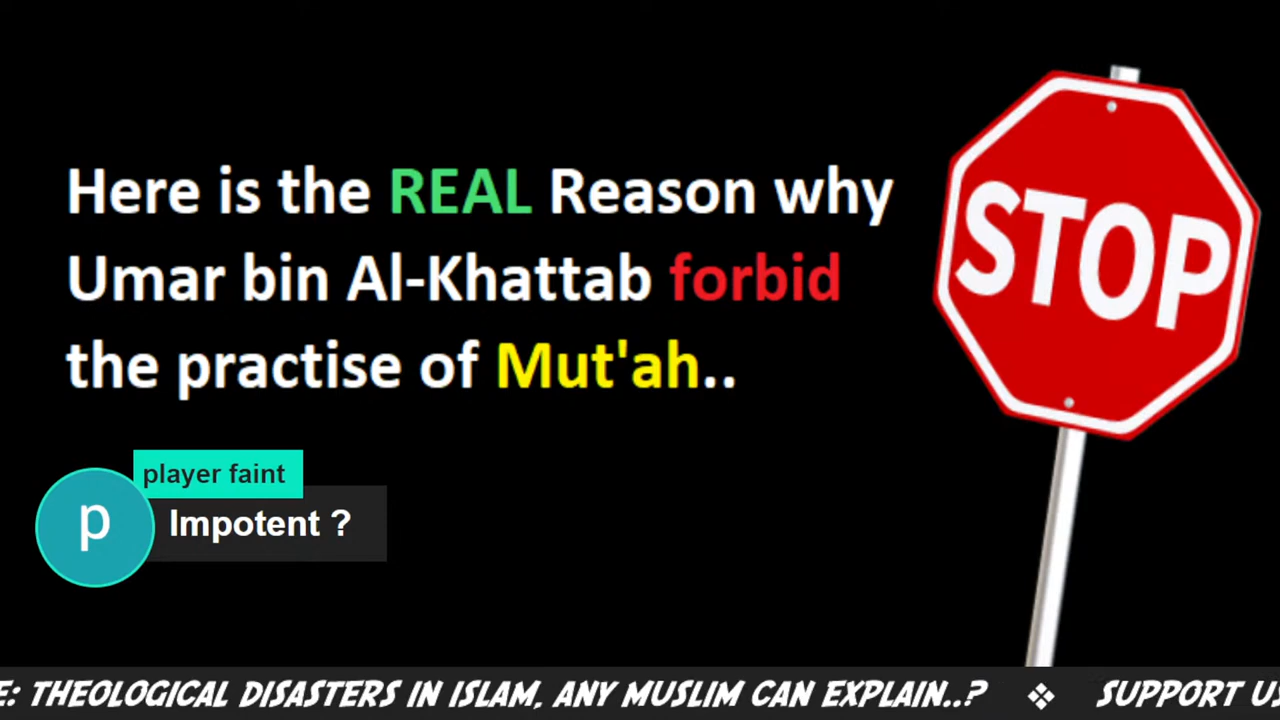 Here is the REAL Reason why
Umar bin Al-Khattab forbid
the practise of Mut'ah..
STOP
player faint
p
Impotent ?
E: THEOLOGICAL DISASTERS IN ISLAM, ANY MUSLIM CAN EXPLAIN..? ❖ SUPPORT US